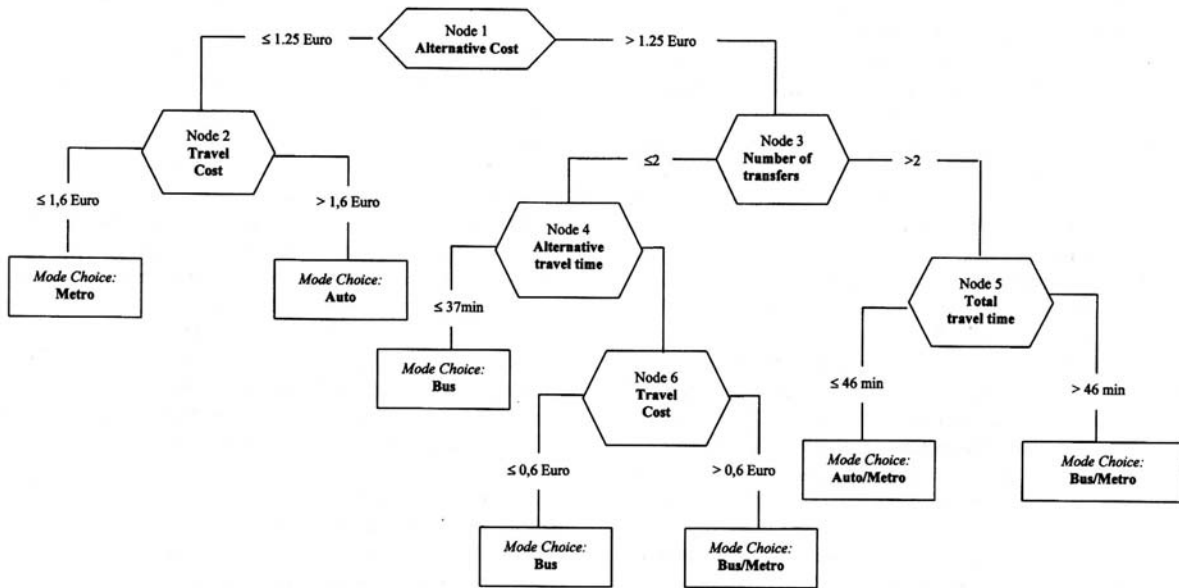 Node 1
Alternative Cost
≤ 1.25 Euro
> 1.25 Euro
Node 2
Travel
Cost
Node 3
Number of
transfers
≤ 1,6 Euro
> 1,6 Euro
≤2
>2
Mode Choice:
Metro
Mode Choice:
Auto
Node 4
Alternative
travel time
Node 5
Total
travel time
≤ 37min
Mode Choice:
Bus
Node 6
Travel
Cost
≤ 46 min
> 46 min
≤ 0,6 Euro
> 0,6 Euro
Mode Choice:
Auto/Metro
Mode Choice:
Bus/Metro
Mode Choice:
Bus
Mode Choice:
Bus/Metro